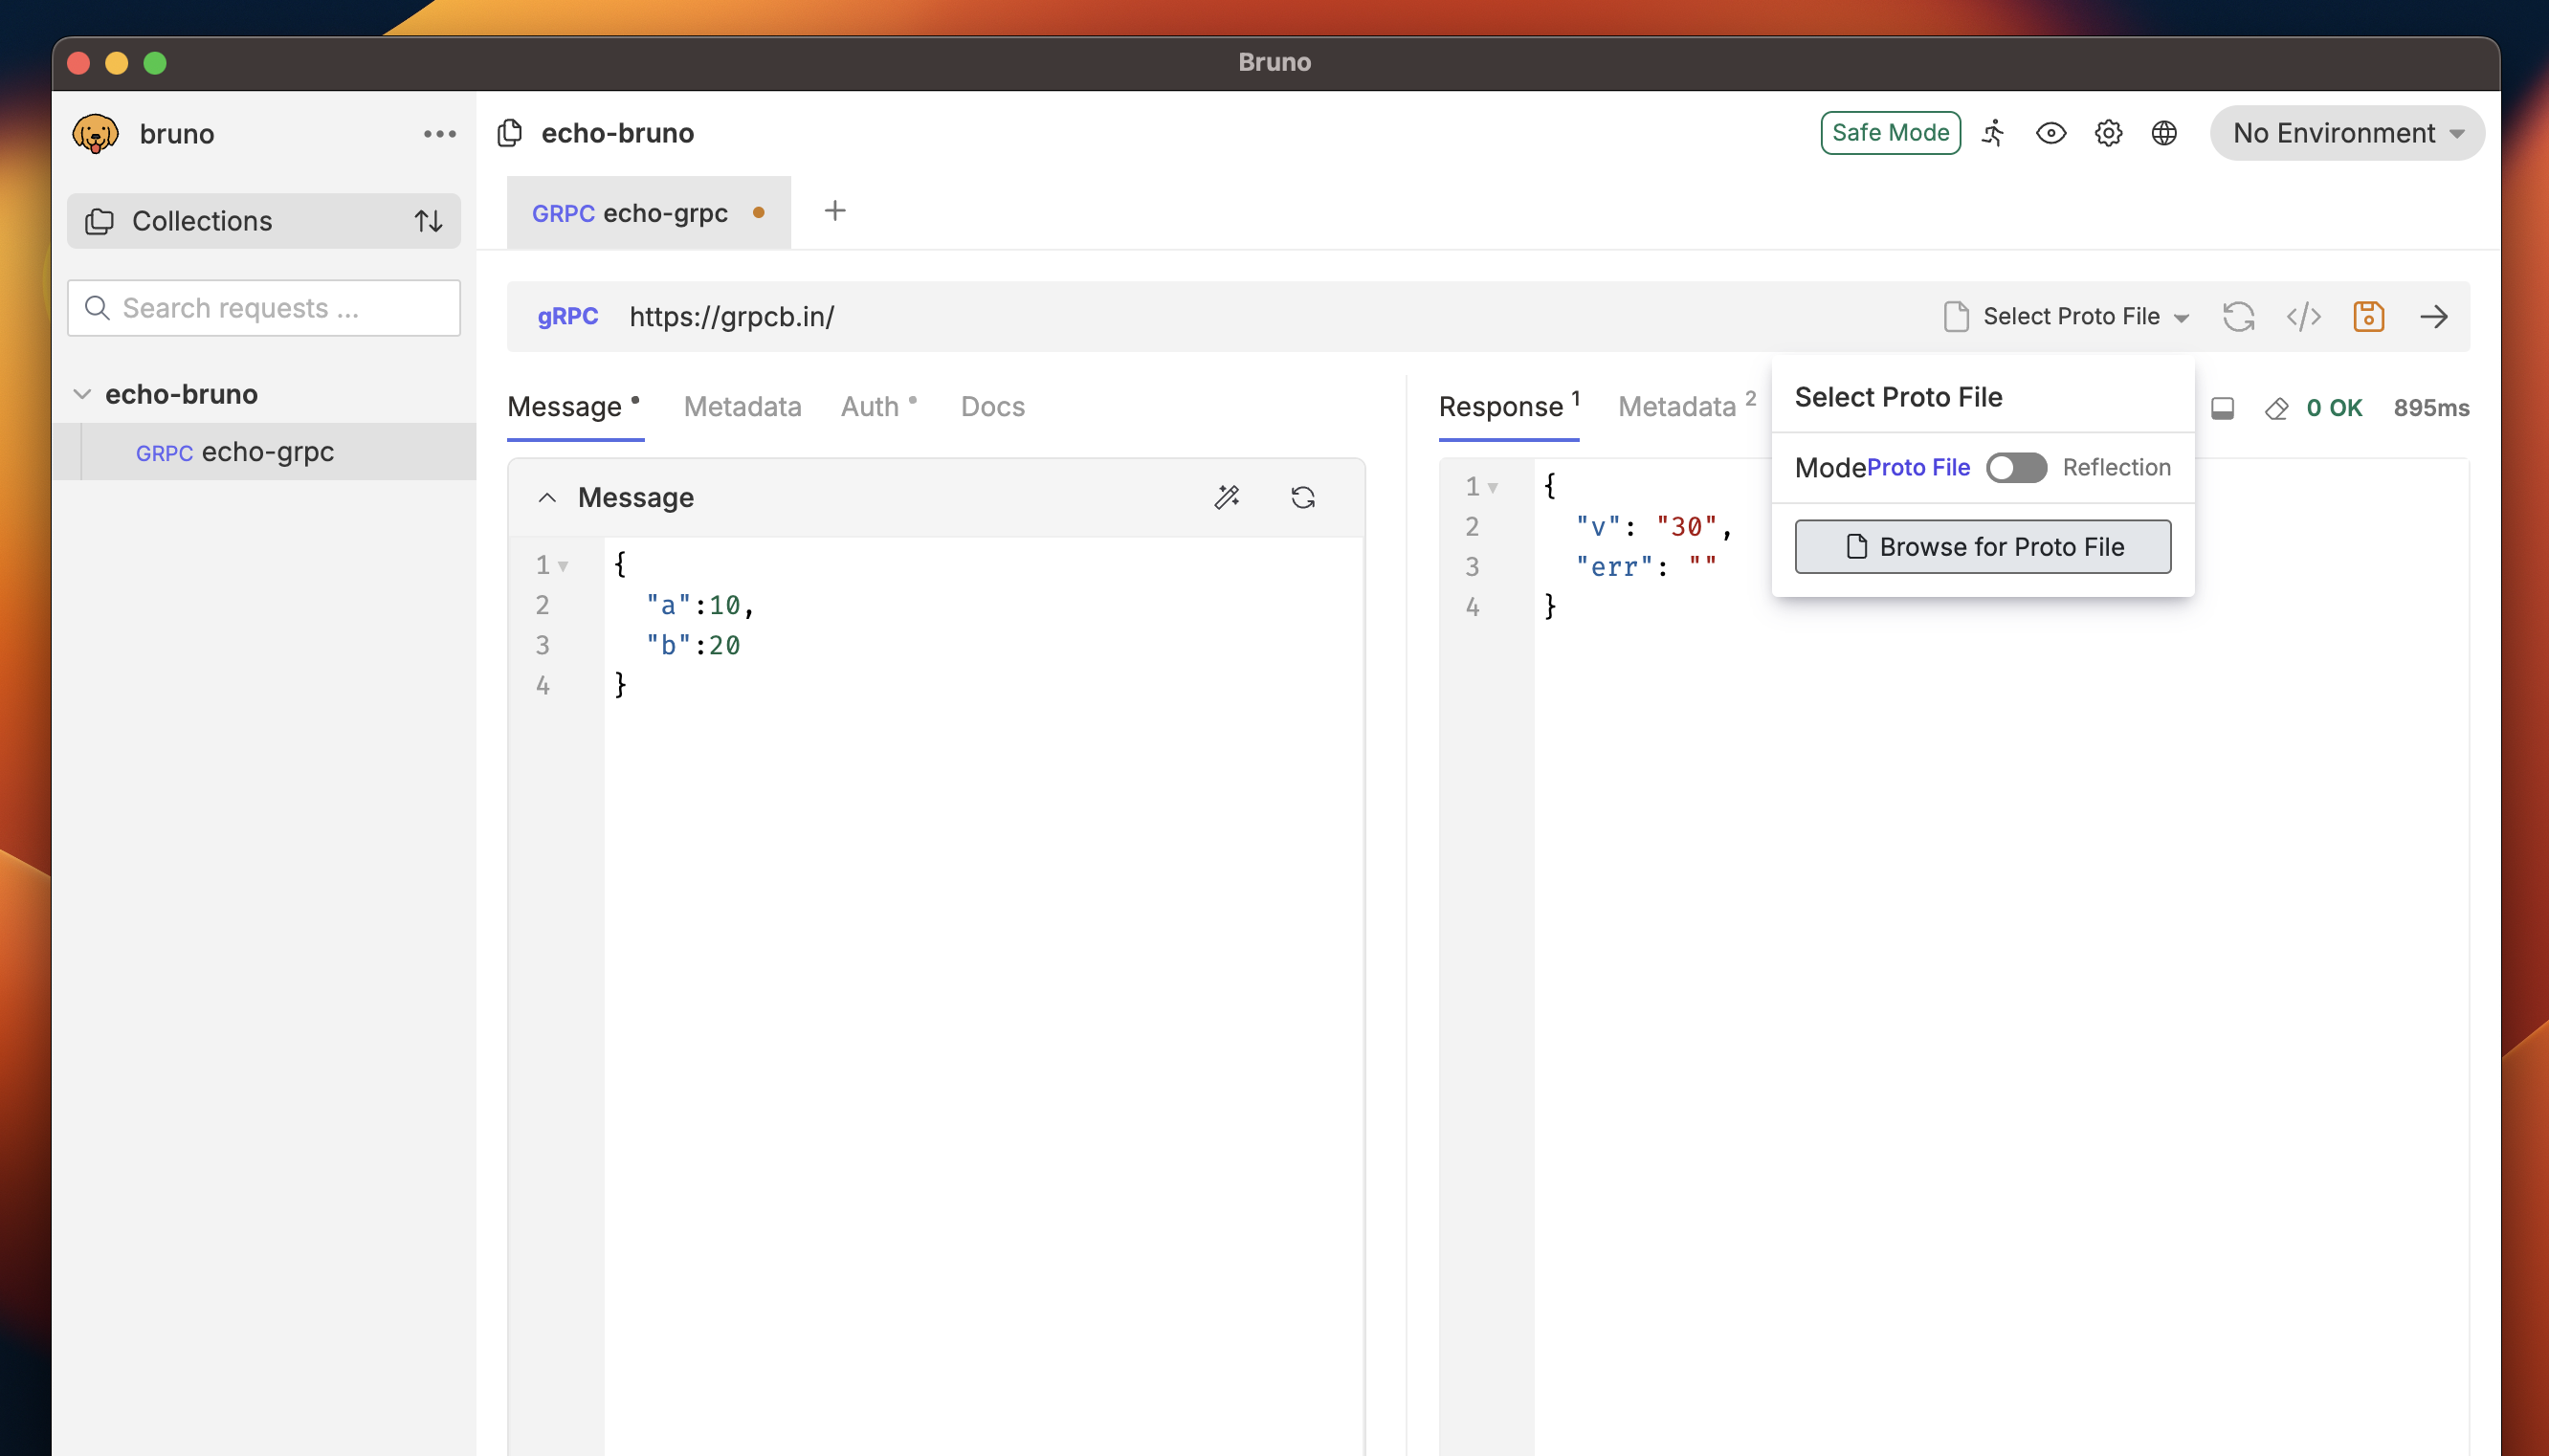 Bruno
bruno
echo-bruno
Safe Mode
No Environment
Collections
GRPC echo-grpc
Search requests ...
gRPC https://grpcb.in/
Select Proto File
echo-bruno
GRPC echo-grpc
Message
Metadata
Auth
Docs
Message
1 {
2 "a":10,
3 "b":20
4 }
Response 1
Metadata 2
0 OK
895ms
1 {
2 "v": "30",
3 "err": ""
4 }
Select Proto File
Mode Proto File Reflection
Browse for Proto File